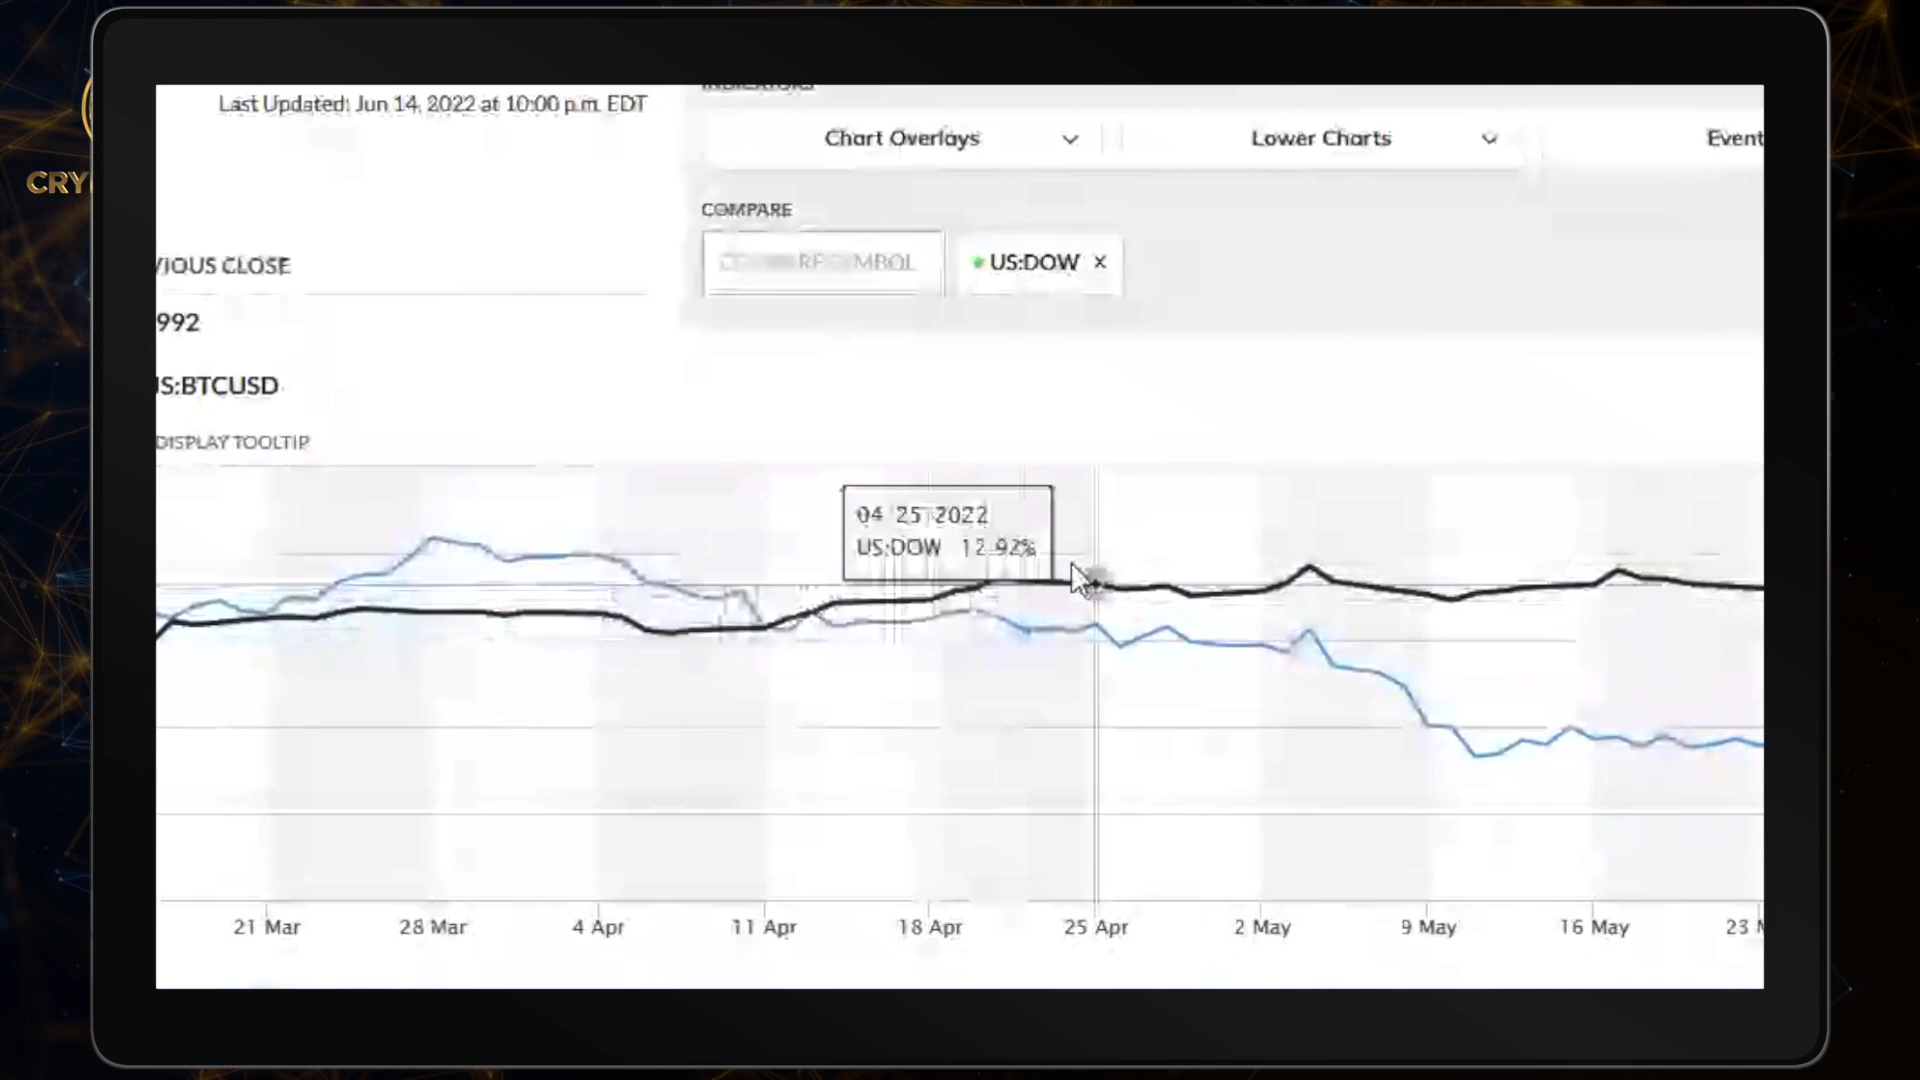 CRY
Last Updated: Jun 14, 2022 at 10:00 p.m. EDT
INDICATORS
Chart Overlays
Lower Charts
Event
COMPARE
US:DOW ×
VIOUS CLOSE
992
US:BTCUSD
DISPLAY TOOLTIP
04 25 2022
US:DOW 12.92%
21 Mar
28 Mar
4 Apr
11 Apr
18 Apr
25 Apr
2 May
9 May
16 May
23